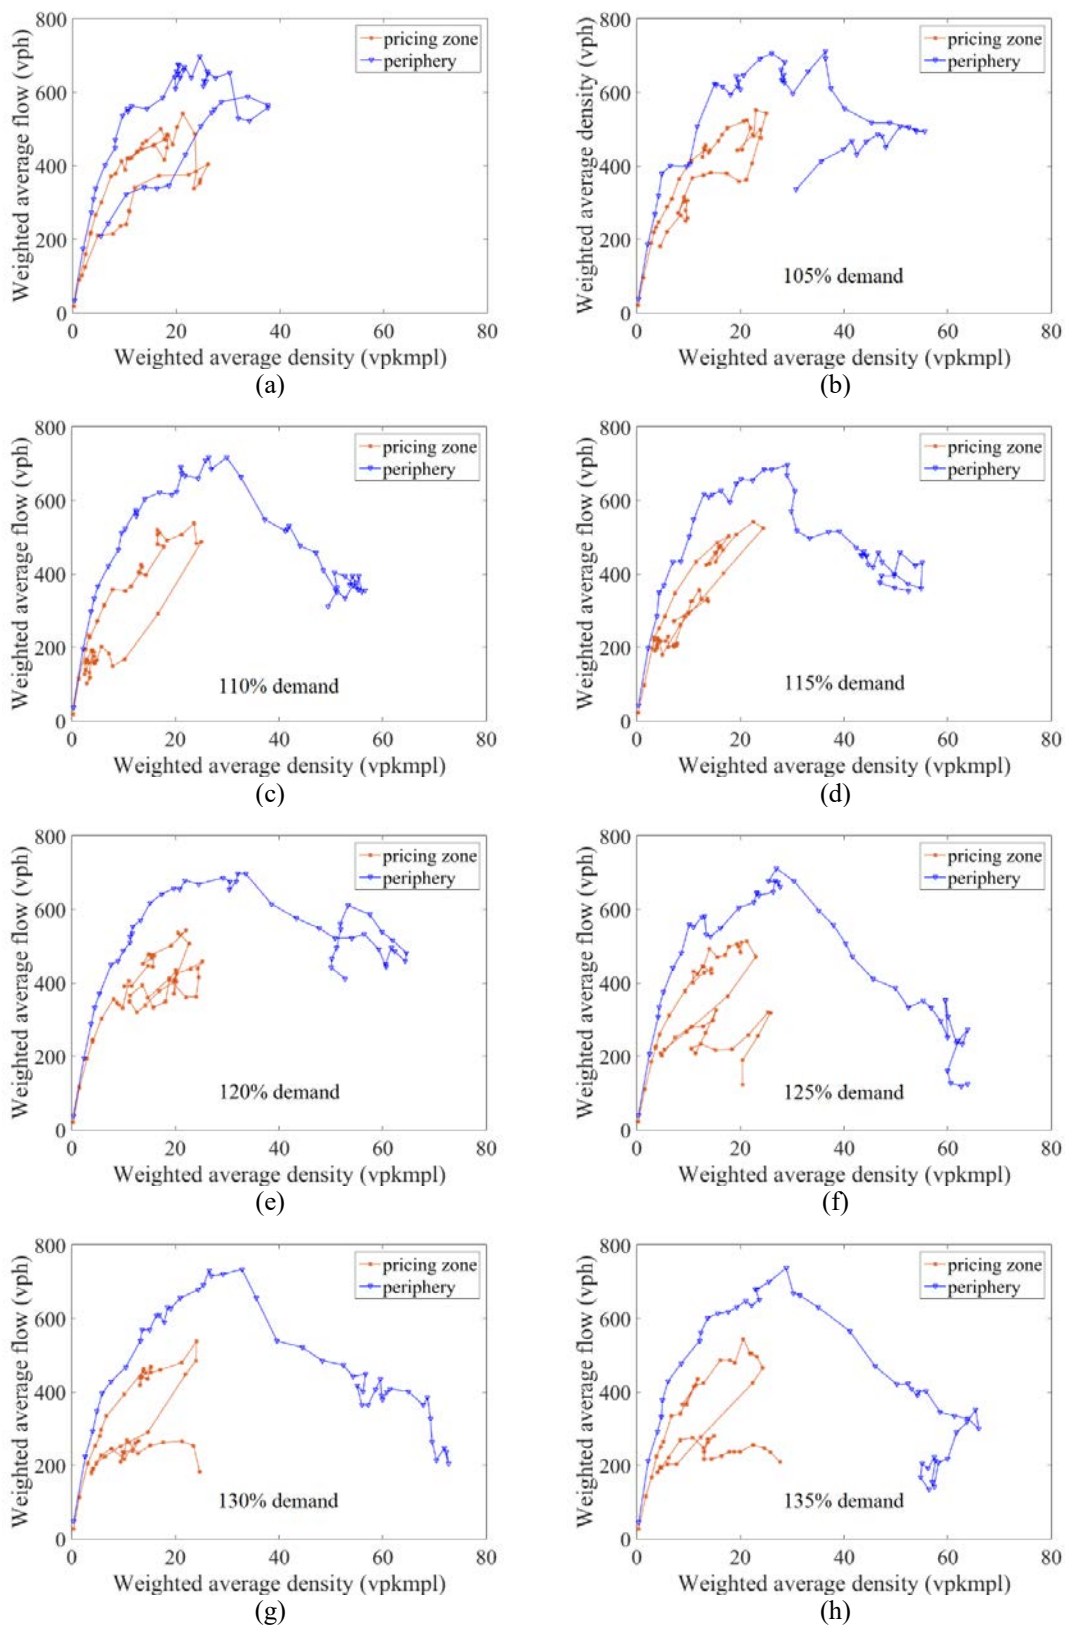 800
600
400
200
0
Weighted average flow (vph)
pricing zone
periphery
0 20 40 60 80
Weighted average density (vpkmpl)
(a)
800
600
400
200
0
Weighted average density (vph)
pricing zone
periphery
105% demand
0 20 40 60 80
Weighted average density (vpkmpl)
(b)
800
600
400
200
0
Weighted average flow (vph)
pricing zone
periphery
110% demand
0 20 40 60 80
Weighted average density (vpkmpl)
(c)
800
600
400
200
0
Weighted average flow (vph)
pricing zone
periphery
115% demand
0 20 40 60 80
Weighted average density (vpkmpl)
(d)
800
600
400
200
0
Weighted average flow (vph)
pricing zone
periphery
120% demand
0 20 40 60 80
Weighted average density (vpkmpl)
(e)
800
600
400
200
0
Weighted average flow (vph)
pricing zone
periphery
125% demand
0 20 40 60 80
Weighted average density (vpkmpl)
(f)
800
600
400
200
0
Weighted average flow (vph)
pricing zone
periphery
130% demand
0 20 40 60 80
Weighted average density (vpkmpl)
(g)
800
600
400
200
0
Weighted average flow (vph)
pricing zone
periphery
135% demand
0 20 40 60 80
Weighted average density (vpkmpl)
(h)